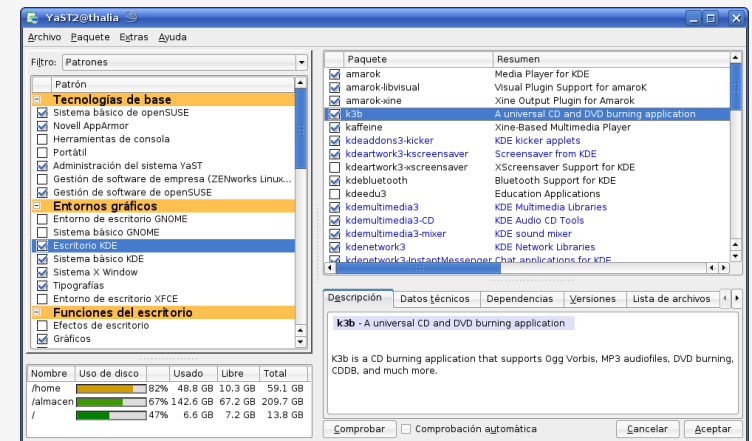 YaST2@thalia
Archivo Paquete Extras Ayuda
Filtro: Patrones
Patrón
Tecnologías de base
Sistema básico de openSUSE
Novell AppArmor
Herramientas de consola
Portátil
Administración del sistema YaST
Gestión de software de empresa (ZENworks Linux...
Gestión de software de openSUSE
Entornos gráficos
Entorno de escritorio GNOME
Sistema básico GNOME
Escritorio KDE
Sistema básico KDE
Sistema X Window
Tipografías
Entorno de escritorio XFCE
Funciones del escritorio
Efectos de escritorio
Gráficos
Nombre Uso de disco Usado Libre Total
/home 82% 48.8 GB 10.3 GB 59.1 GB
/almacen 67% 142.6 GB 67.2 GB 209.7 GB
/ 47% 6.6 GB 7.2 GB 13.8 GB
Paquete Resumen
amarok Media Player for KDE
amarok-libvisual Visual Plugin Support for amaroK
amarok-xine Xine Output Plugin for Amarok
k3b A universal CD and DVD burning application
kaffeine Xine-Based Multimedia Player
kdeaddons3-kicker KDE kicker applets
kdeartwork3-kscreensaver Screensaver from KDE
kdeartwork3-xscreensaver XScreensaver Support for KDE
kdebluetooth Bluetooth Support for KDE
kdeedu3 Education Applications
kdemultimedia3 KDE Multimedia Libraries
kdemultimedia3-CD KDE Audio CD Tools
kdemultimedia3-mixer KDE sound mixer
kdenetwork3 KDE Network Libraries
kdenetwork3-InstantMessenger Chat applications for KDE
Descripción Datos técnicos Dependencias Versiones Lista de archivos
k3b - A universal CD and DVD burning application
K3b is a CD burning application that supports Ogg Vorbis, MP3 audiofiles, DVD burning,
CDDB, and much more.
Comprobar Comprobación automática Cancelar Aceptar